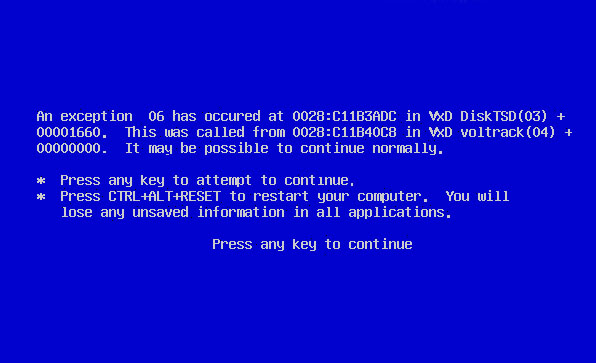 An exception 06 has occured at 0028:C11B3ADC in VxD DiskTSD(03) +
00001660. This was called from 0028:C11B40C8 in VxD voltrack(04) +
00000000. It may be possible to continue normally.
* Press any key to attempt to continue.
* Press CTRL+ALT+RESET to restart your computer. You will
lose any unsaved information in all applications.
Press any key to continue